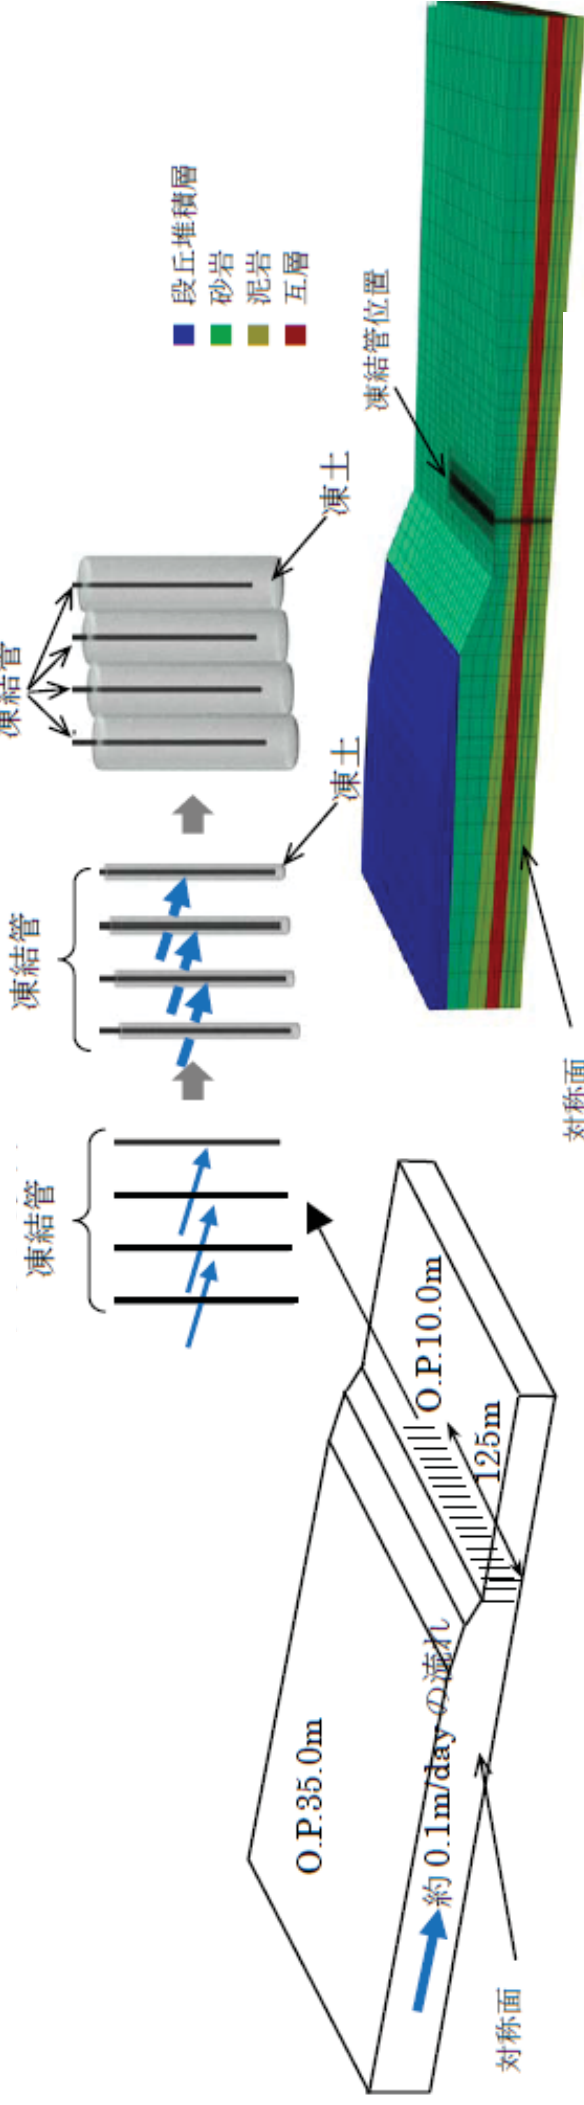 凍結管
凍結管
凍結管
凍土
凍土
段丘堆積層
砂岩
泥岩
互層
O.P.35.0m
約 0.1m/day の流れ
O.P.10.0m
125m
対称面
凍結管位置
対称面